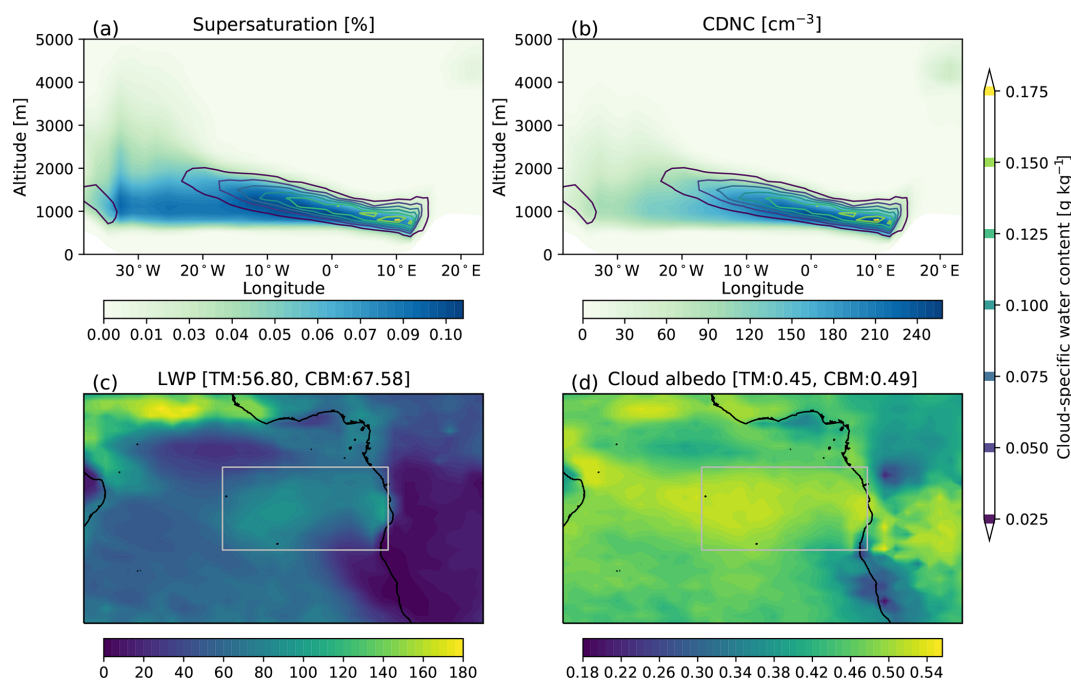 (a) Supersaturation [%]
5000
4000
3000
2000
1000
0
Altitude [m]
30°W 20°W 10°W 0° 10°E 20°E
Longitude
0.00 0.01 0.03 0.04 0.06 0.07 0.09 0.10
(b) CDNC [cm⁻³]
5000
4000
3000
2000
1000
0
Altitude [m]
30°W 20°W 10°W 0° 10°E 20°E
Longitude
0 30 60 90 120 150 180 210 240
0.175
0.150
0.125
0.100
0.075
0.050
0.025
Cloud-specific water content [g kg⁻¹]
(c) LWP [TM:56.80, CBM:67.58]
0 20 40 60 80 100 120 140 160 180
(d) Cloud albedo [TM:0.45, CBM:0.49]
0.18 0.22 0.26 0.30 0.34 0.38 0.42 0.46 0.50 0.54